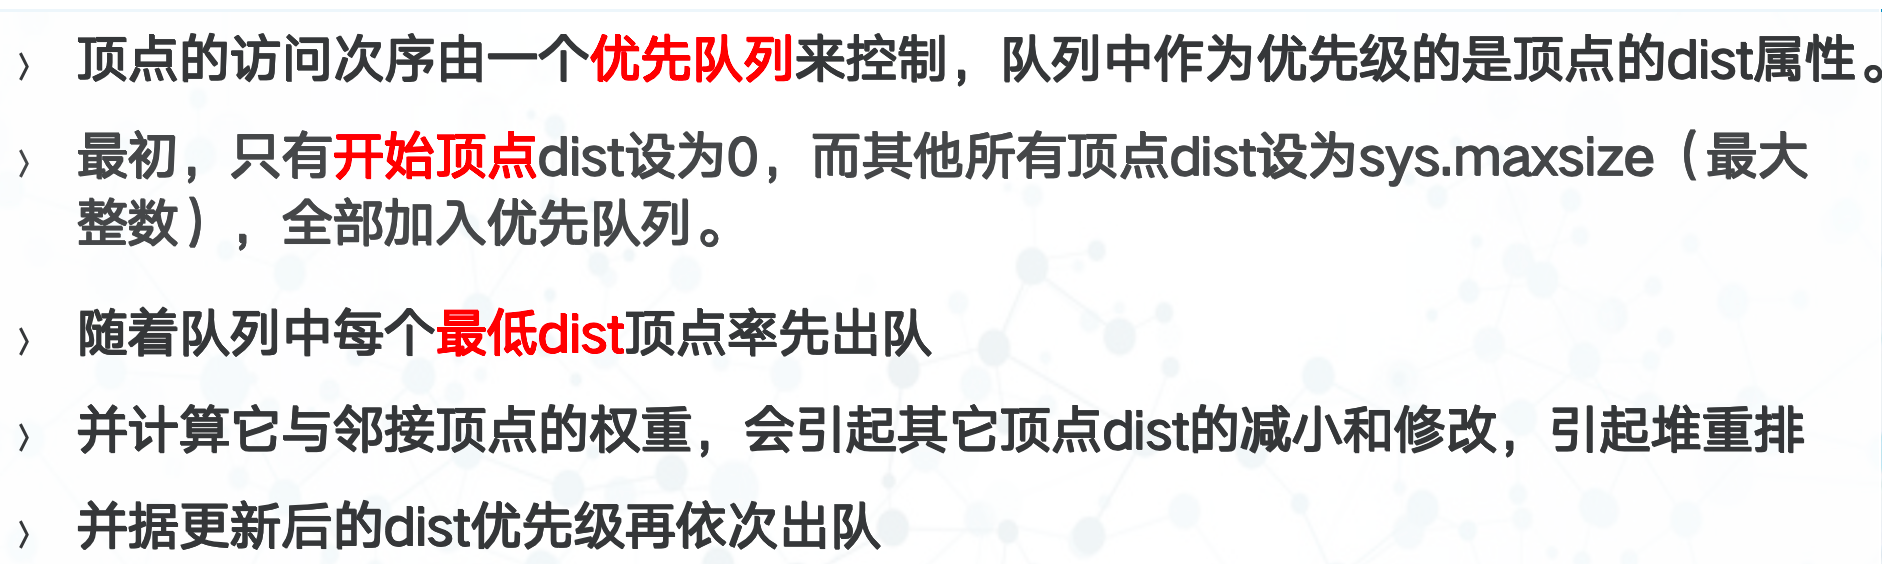 › 顶点的访问次序由一个优先队列来控制，队列中作为优先级的是顶点的dist属性。
› 最初，只有开始顶点dist设为0，而其他所有顶点dist设为sys.maxsize（最大
整数），全部加入优先队列。
› 随着队列中每个最低dist顶点率先出队
› 并计算它与邻接顶点的权重，会引起其它顶点dist的减小和修改，引起堆重排
› 并据更新后的dist优先级再依次出队